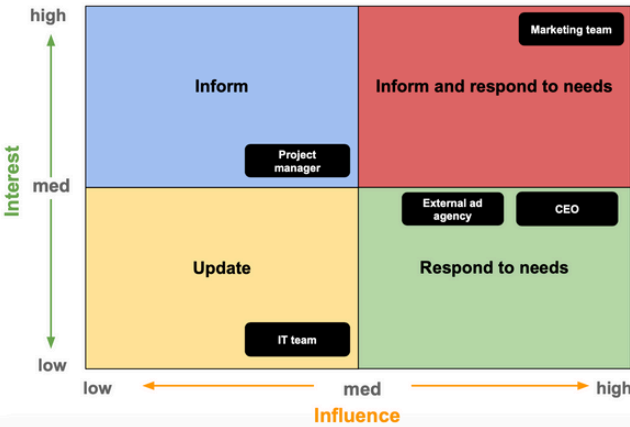 high
Marketing team
Inform
Inform and respond to needs
Project
manager
Interest
med
External ad
agency
CEO
Update
Respond to needs
IT team
low
low
med
high
Influence